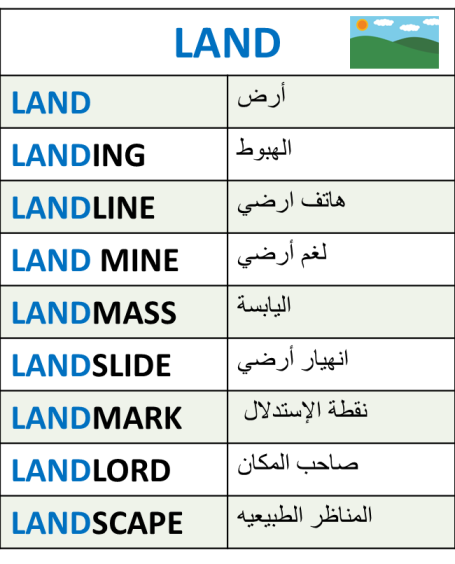 LAND
LAND أرض
LANDING الهبوط
LANDLINE هاتف ارضي
LAND MINE لغم أرضي
LANDMASS اليابسة
LANDSLIDE انهيار أرضي
LANDMARK نقطة الإستدلال
LANDLORD صاحب المكان
LANDSCAPE المناظر الطبيعيه